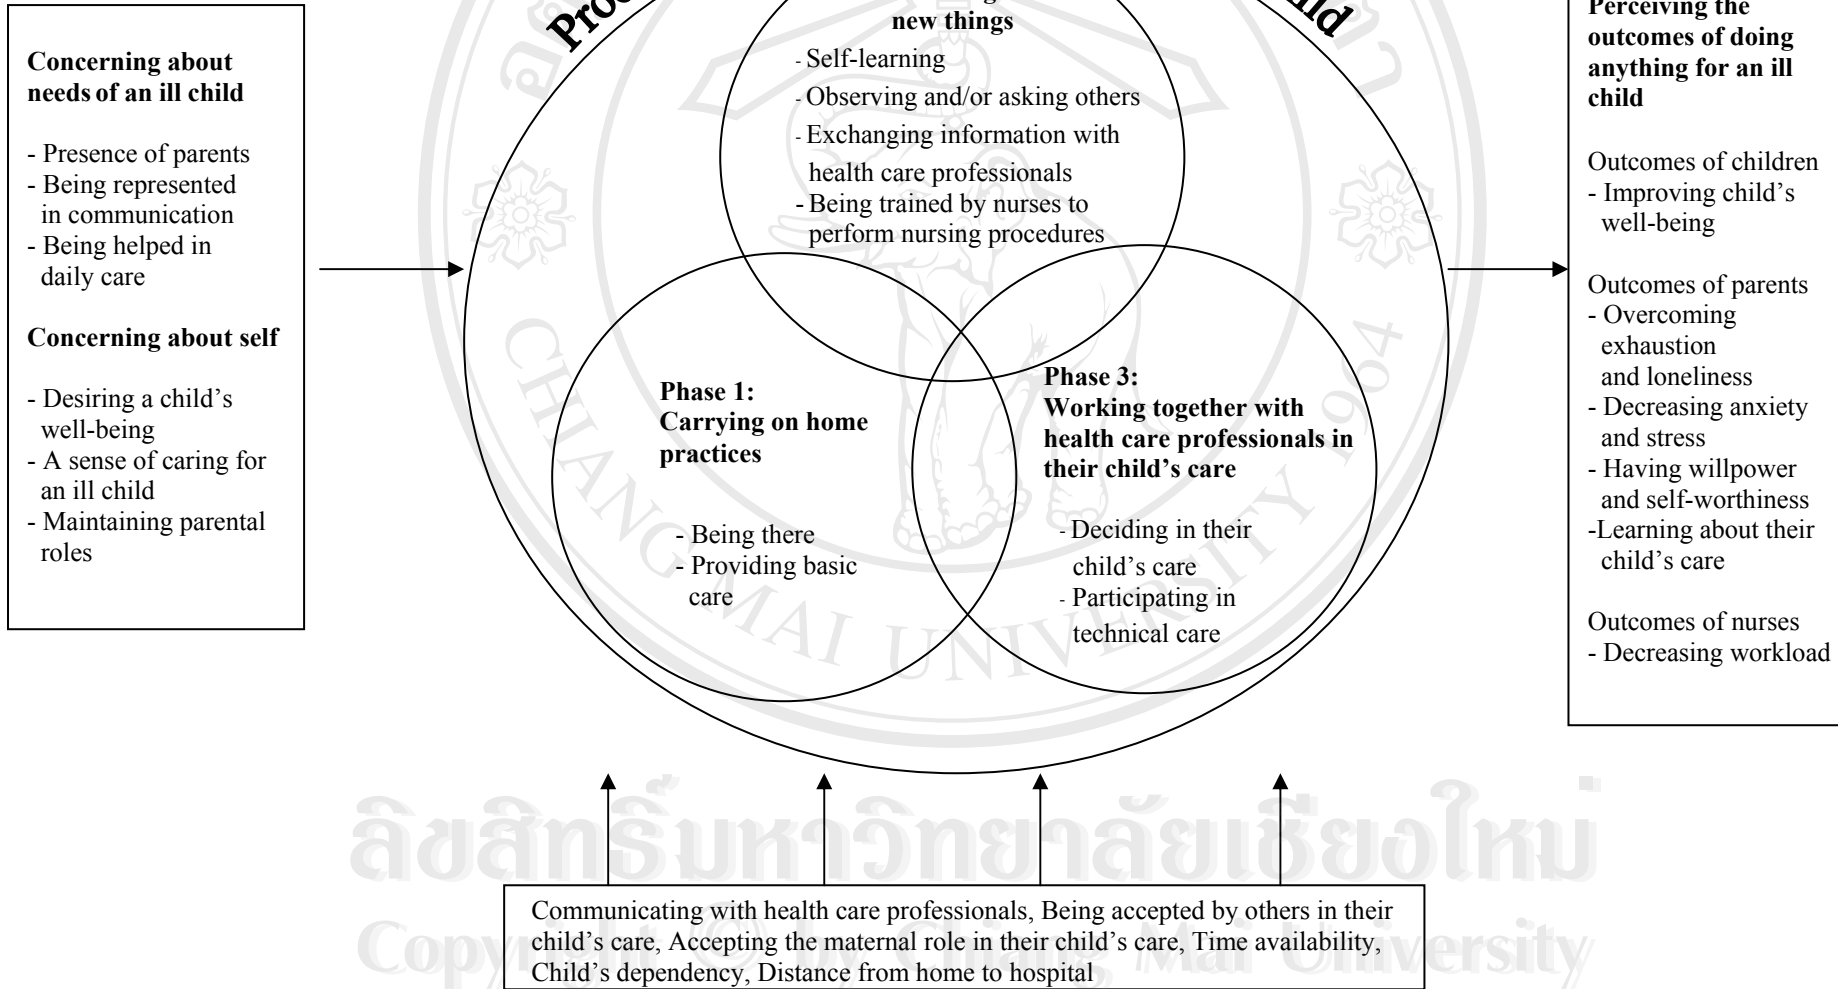 Concerning about
needs of an ill child
- Presence of parents
- Being represented
in communication
- Being helped in
daily care
Concerning about self
- Desiring a child’s
well-being
- A sense of caring for
an ill child
- Maintaining parental
roles
new things
- Self-learning
- Observing and/or asking others
- Exchanging information with
health care professionals
- Being trained by nurses to
perform nursing procedures
Phase 1:
Carrying on home
practices
- Being there
- Providing basic
care
Phase 3:
Working together with
health care professionals in
their child’s care
- Deciding in their
child’s care
- Participating in
technical care
Perceiving the
outcomes of doing
anything for an ill
child
Outcomes of children
- Improving child’s
well-being
Outcomes of parents
- Overcoming
exhaustion
and loneliness
- Decreasing anxiety
and stress
- Having willpower
and self-worthiness
-Learning about their
child’s care
Outcomes of nurses
- Decreasing workload
Communicating with health care professionals, Being accepted by others in their
child’s care, Accepting the maternal role in their child’s care, Time availability,
Child’s dependency, Distance from home to hospital
CHIANG MAI UNIVERSITY 1964
ลิขสิทธิ์มหาวิทยาลัยเชียงใหม่
Copyright © by Chiang Mai University